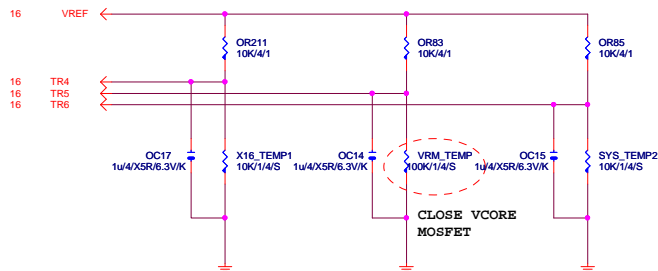 16 VREF
OR211
10K/4/1
OR83
10K/4/1
OR85
10K/4/1
16 TR4
16 TR5
16 TR6
OC17
1u/4/X5R/6.3V/K
X16_TEMP1
10K/1/4/S
OC14
1u/4/X5R/6.3V/K
VRM_TEMP
100K/1/4/S
OC15
1u/4/X5R/6.3V/K
SYS_TEMP2
10K/1/4/S
CLOSE VCORE
MOSFET